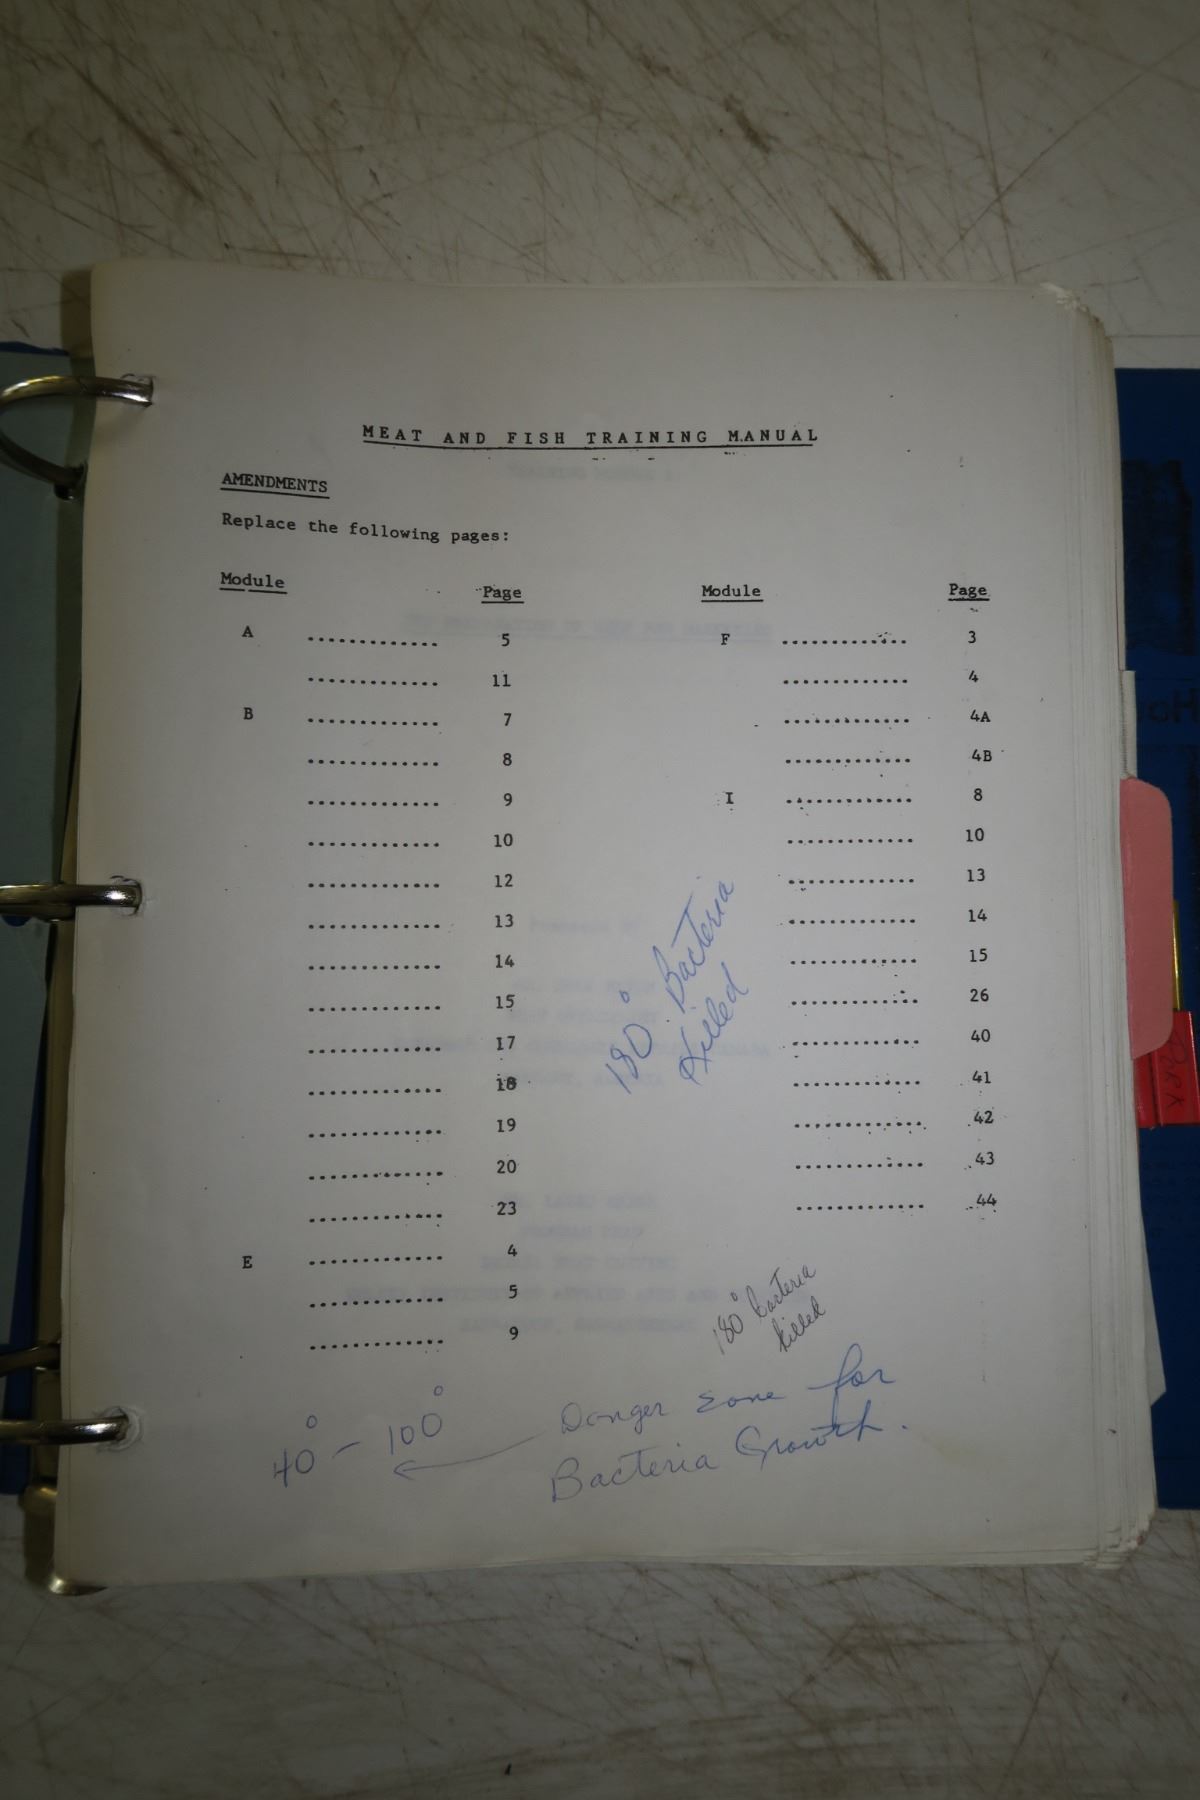 MEAT AND FISH TRAINING MANUAL
AMENDMENTS
Replace the following pages:
Module Page Module Page
A ............. 5 F ............. 3
............. 11 ............. 4
B ............. 7 ............. 4A
............. 8 ............. 4B
............. 9 I ............. 8
............. 10 ............. 10
............. 12 ............. 13
............. 13 ............. 14
............. 14 ............. 15
............. 15 ............. 26
............. 17 ............. 40
............. 18 ............. 41
............. 19 ............. 42
............. 20 ............. 43
............. 23 ............. 44
E ............. 4
............. 5
............. 9
180° Bacteria
Killed
180° bacteria
killed
40° - 100° Danger zone for
Bacteria Growth.
PORK